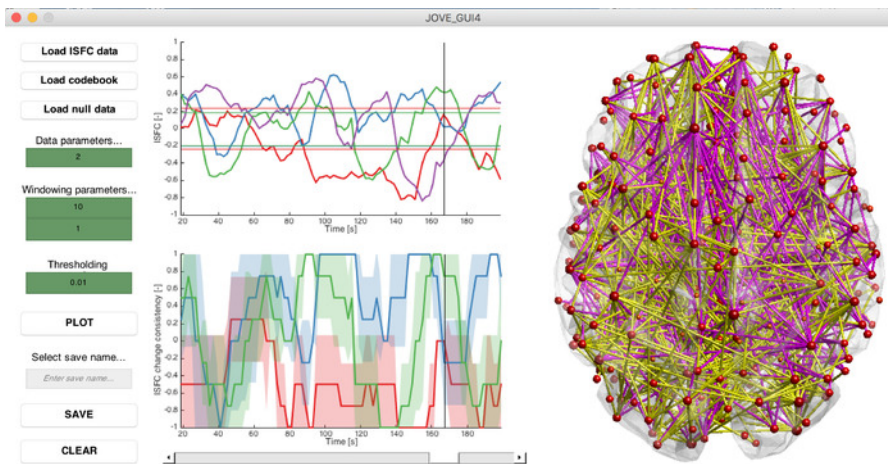 JOVE_GUI4
Load ISFC data
Load codebook
Load null data
Data parameters...
2
Windowing parameters...
10
1
Thresholding
0.01
PLOT
Select save name...
Enter save name...
SAVE
CLEAR
1
0.8
0.6
0.4
0.2
0
-0.2
-0.4
-0.6
-0.8
-1
ISFC [-]
20 40 60 80 100 120 140 160 180
Time [s]
1
0.8
0.6
0.4
0.2
0
-0.2
-0.4
-0.6
-0.8
-1
ISFC change consistency [-]
20 40 60 80 100 120 140 160 180
Time [s]